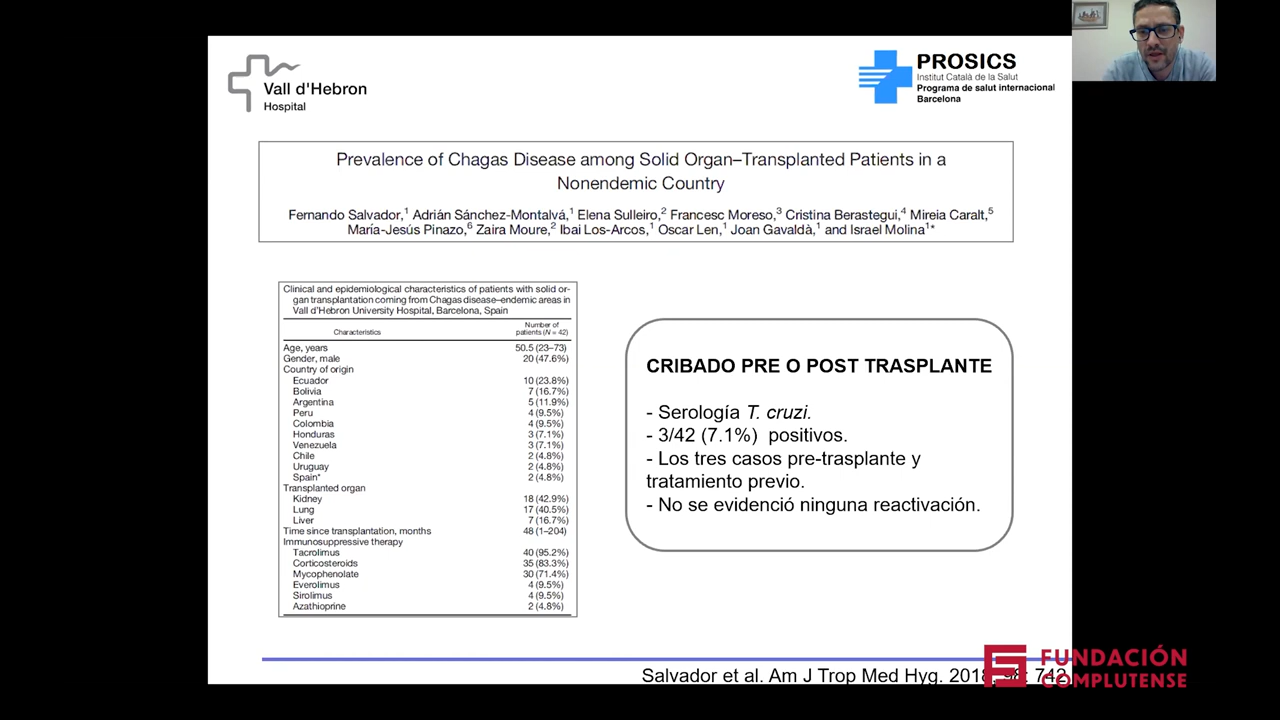 Vall d'Hebron
Hospital
PROSICS
Institut Català de la Salut
Programa de salut internacional
Barcelona
Prevalence of Chagas Disease among Solid Organ–Transplanted Patients in a
Nonendemic Country
Fernando Salvador,1 Adrián Sánchez-Montalvá,1 Elena Sulleiro,2 Francesc Moreso,3 Cristina Berastegui,4 Mireia Caralt,5
María-Jesús Pinazo,6 Zaira Moure,2 Ibai Los-Arcos,1 Oscar Len,1 Joan Gavaldà,1 and Israel Molina1*
Clinical and epidemiological characteristics of patients with solid or-
gan transplantation coming from Chagas disease–endemic areas in
Vall d'Hebron University Hospital, Barcelona, Spain
Characteristics
Number of
patients (N = 42)
Age, years 50.5 (23–73)
Gender, male 20 (47.6%)
Country of origin
Ecuador 10 (23.8%)
Bolivia 7 (16.7%)
Argentina 5 (11.9%)
Peru 4 (9.5%)
Colombia 4 (9.5%)
Honduras 3 (7.1%)
Venezuela 3 (7.1%)
Chile 2 (4.8%)
Uruguay 2 (4.8%)
Spain* 2 (4.8%)
Transplanted organ
Kidney 18 (42.9%)
Lung 17 (40.5%)
Liver 7 (16.7%)
Time since transplantation, months 48 (1–204)
Immunosuppressive therapy
Tacrolimus 40 (95.2%)
Corticosteroids 35 (83.3%)
Mycophenolate 30 (71.4%)
Everolimus 4 (9.5%)
Sirolimus 4 (9.5%)
Azathioprine 2 (4.8%)
CRIBADO PRE O POST TRASPLANTE
- Serología T. cruzi.
- 3/42 (7.1%) positivos.
- Los tres casos pre-trasplante y
tratamiento previo.
- No se evidenció ninguna reactivación.
Salvador et al. Am J Trop Med Hyg. 2018; 98: 742
FUNDACIÓN
COMPLUTENSE